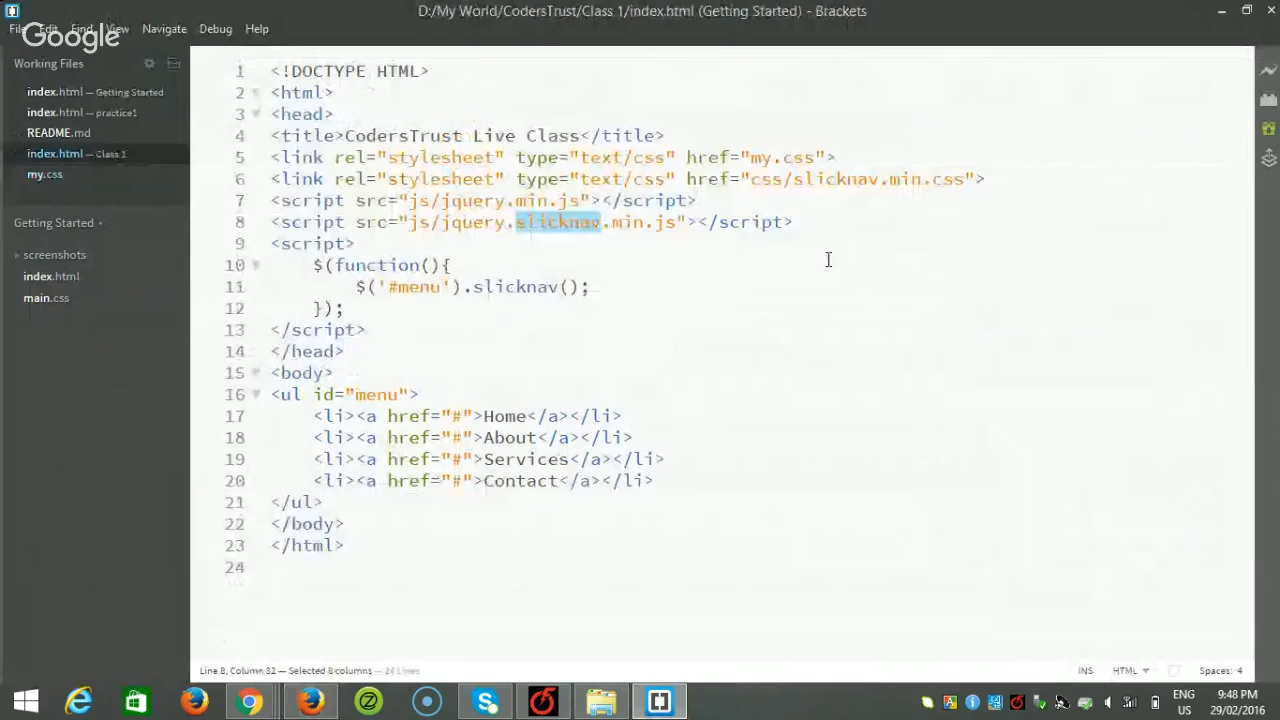 D:/My World/CodersTrust/Class 1/index.html (Getting Started) - Brackets
File Edit Find View Navigate Debug Help
Google
Working Files
index.html — Getting Started
index.html — practice1
README.md
index.html — Class 1
my.css
Getting Started
screenshots
index.html
main.css
1 <!DOCTYPE HTML>
2 <html>
3 <head>
4 <title>CodersTrust Live Class</title>
5 <link rel="stylesheet" type="text/css" href="my.css">
6 <link rel="stylesheet" type="text/css" href="css/slicknav.min.css">
7 <script src="js/jquery.min.js"></script>
8 <script src="js/jquery.slicknav.min.js"></script>
9 <script>
10 $(function(){
11 $('#menu').slicknav();
12 });
13 </script>
14 </head>
15 <body>
16 <ul id="menu">
17 <li><a href="#">Home</a></li>
18 <li><a href="#">About</a></li>
19 <li><a href="#">Services</a></li>
20 <li><a href="#">Contact</a></li>
21 </ul>
22 </body>
23 </html>
24
Line 8, Column 32 — Selected 8 columns — 24 Lines
INS HTML Spaces: 4
ENG 9:48 PM
US 29/02/2016